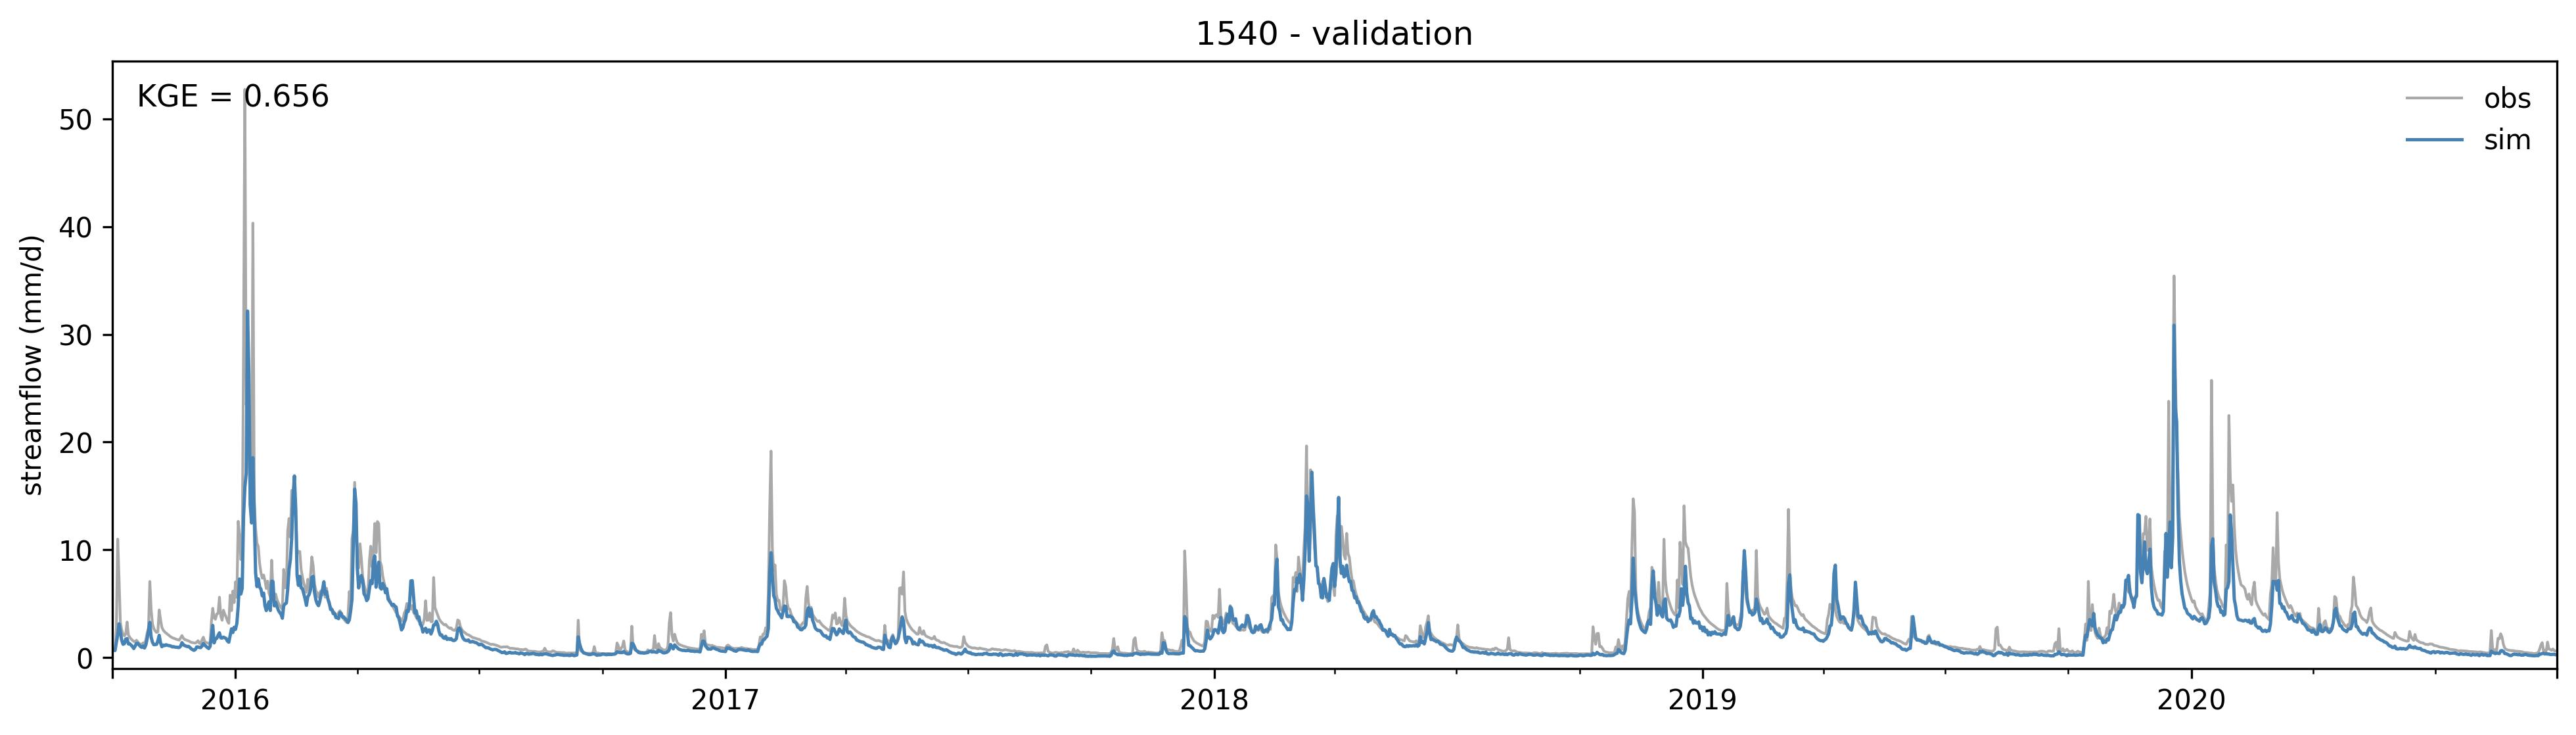 1540 - validation
KGE = 0.656
obs
sim
streamflow (mm/d)
50
40
30
20
10
0
2016
2017
2018
2019
2020